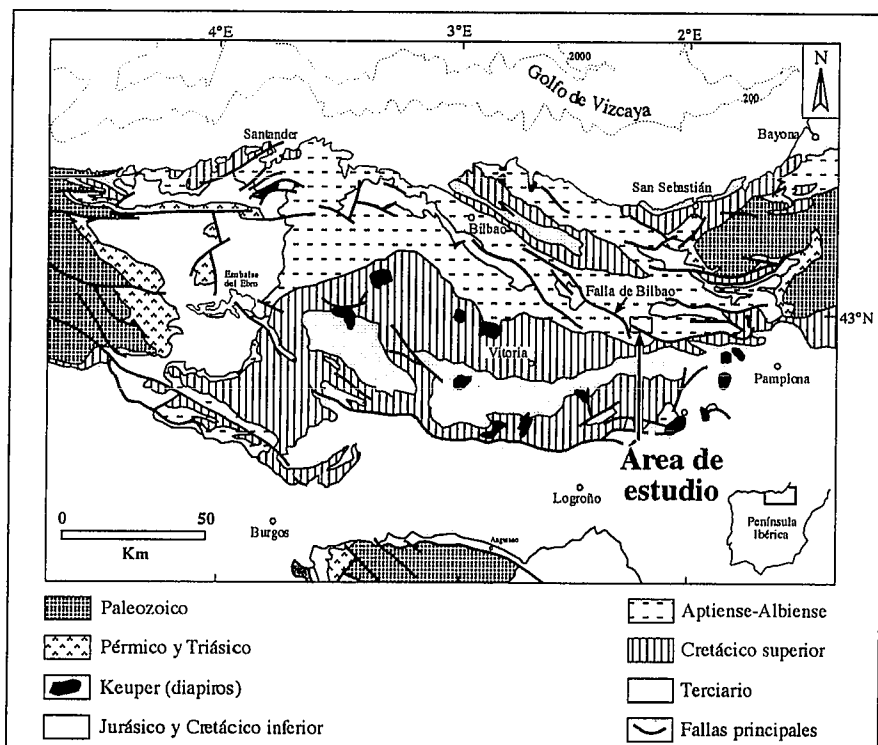 4°E 3°E 2°E
N
2000
200
Golfo de Vizcaya
Bayona
Santander
San Sebastián
Bilbao
Embalse
del Ebro
Falla de Bilbao
43°N
Vitoria
Pamplona
Area de
estudio
Logroño
0 50
Km
Burgos
Península
Ibérica
Paleozoico
Pérmico y Triásico
Keuper (diapiros)
Jurásico y Cretácico inferior
Aptiense-Albiense
Cretácico superior
Terciario
Fallas principales